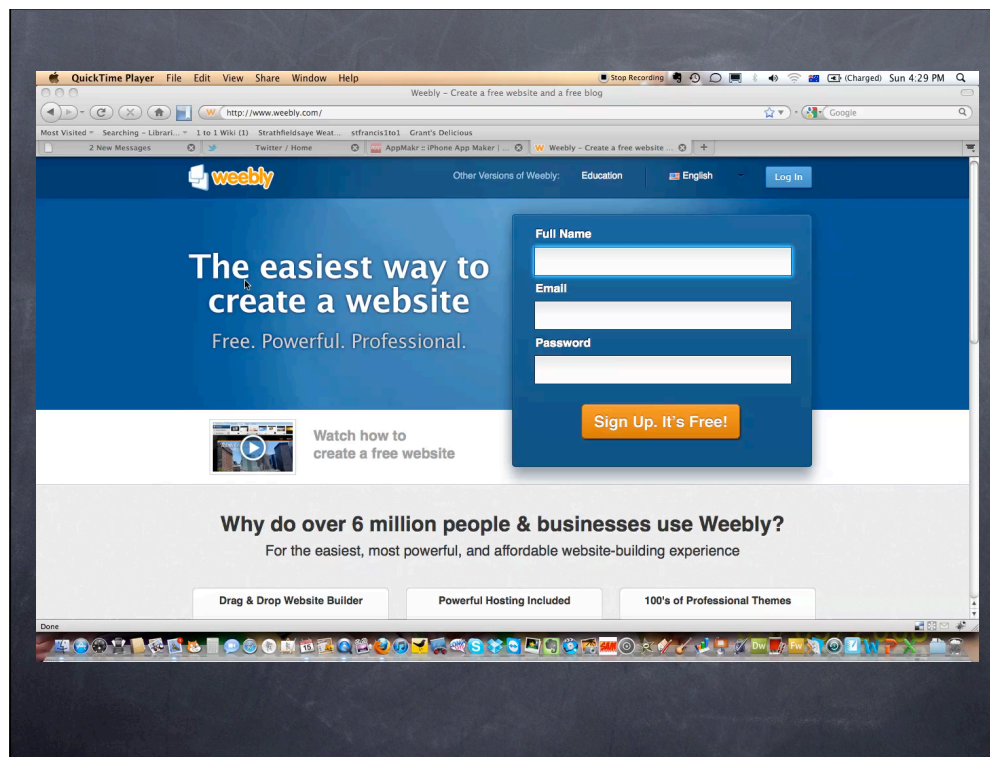 QuickTime Player File Edit View Share Window Help Stop Recording (Charged) Sun 4:29 PM
Weebly – Create a free website and a free blog
http://www.weebly.com/ Google
Most Visited Searching – Librari... 1 to 1 Wiki (1) Strathfieldsaye Weat... stfrancis1to1 Grant's Delicious
2 New Messages Twitter / Home AppMakr :: iPhone App Maker | ... Weebly – Create a free website ...
weebly Other Versions of Weebly: Education English Log In
Full Name
The easiest way to
create a website
Email
Free. Powerful. Professional.
Password
Sign Up. It's Free!
Watch how to
create a free website
Why do over 6 million people & businesses use Weebly?
For the easiest, most powerful, and affordable website-building experience
Drag & Drop Website Builder Powerful Hosting Included 100's of Professional Themes
Done